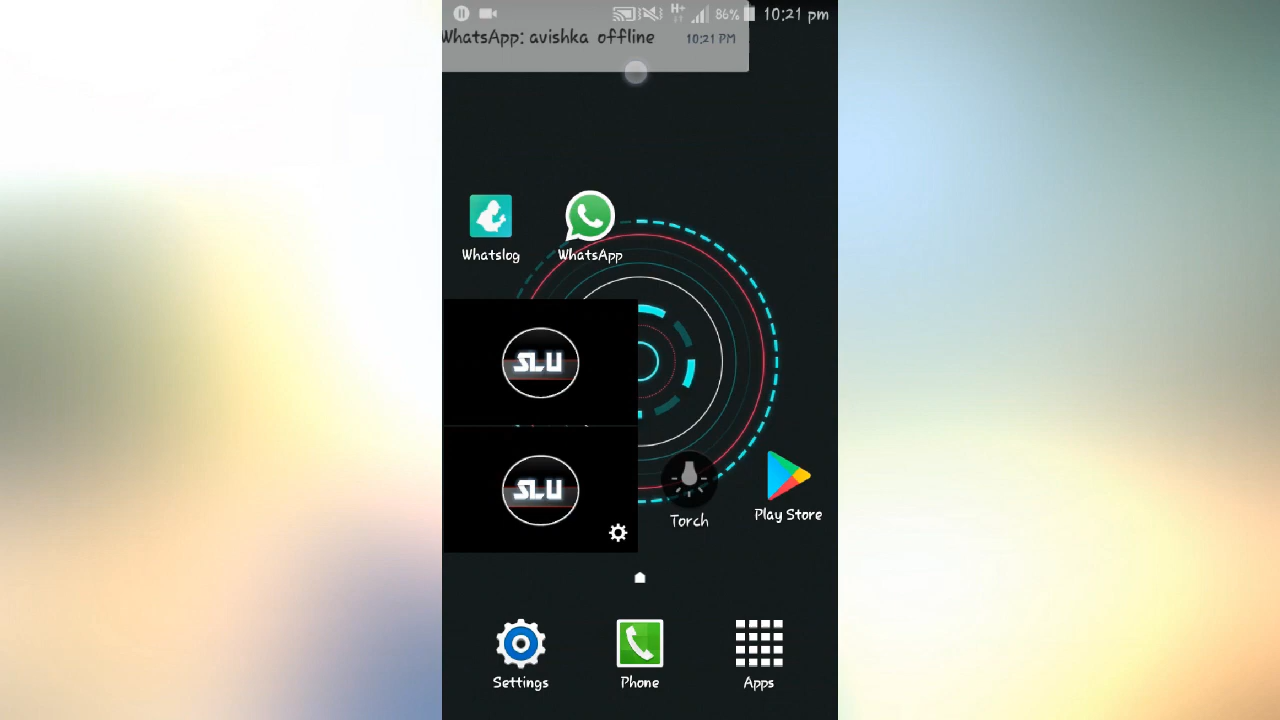 H+ 86% 10:21 pm
WhatsApp: avishka offline 10:21 PM
Whatslog WhatsApp
SLU
SLU
Torch Play Store
Settings Phone Apps